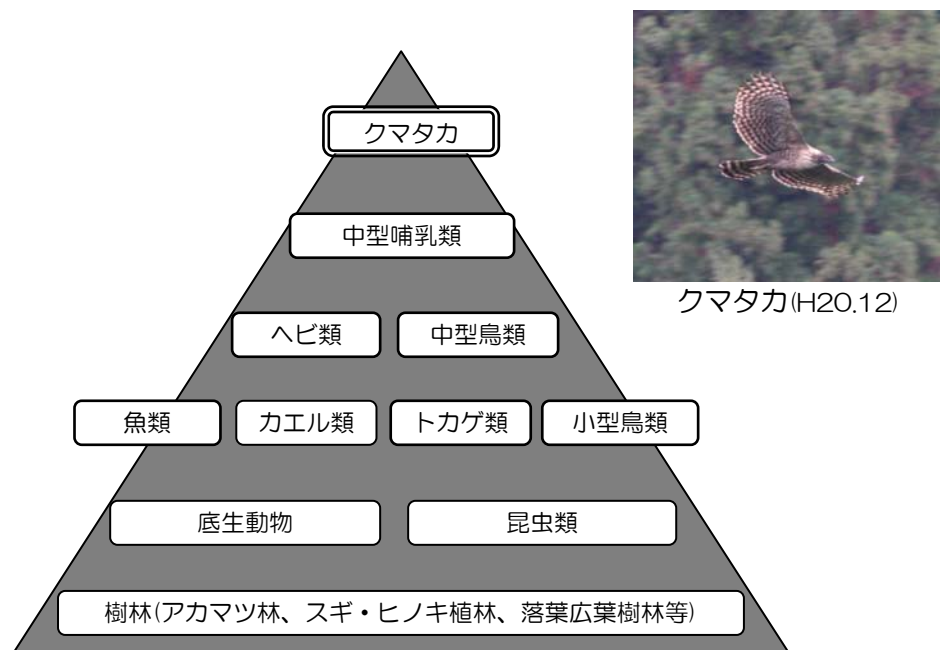 クマタカ
中型哺乳類
クマタカ(H20.12)
ヘビ類
中型鳥類
魚類
カエル類
トカゲ類
小型鳥類
底生動物
昆虫類
樹林(アカマツ林、スギ・ヒノキ植林、落葉広葉樹林等)